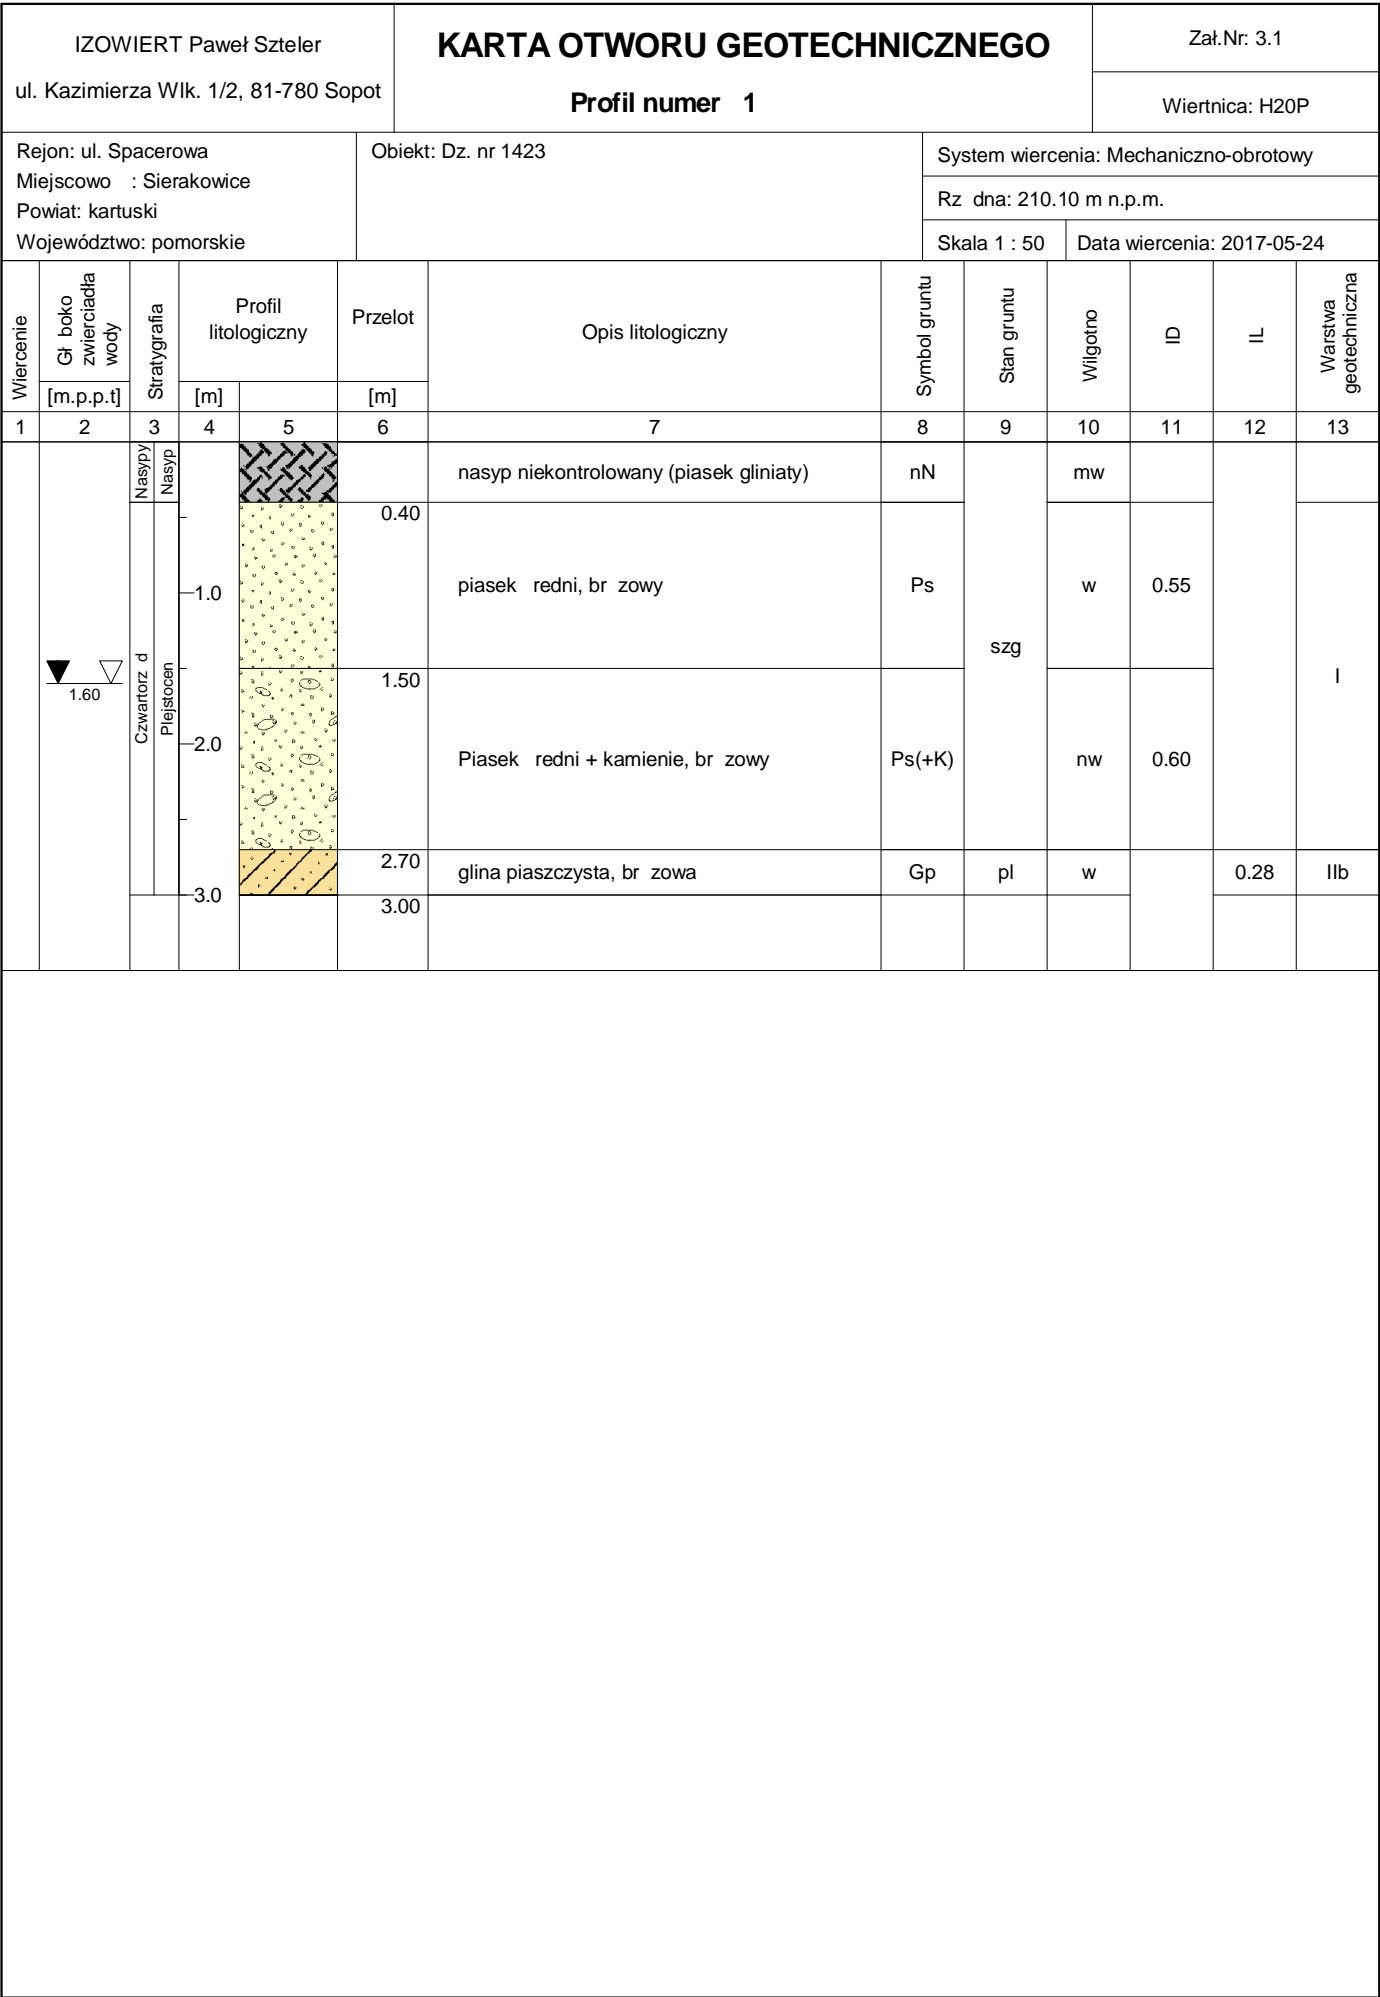 IZOWIERT Paweł Szteler
ul. Kazimierza Wlk. 1/2, 81-780 Sopot
KARTA OTWORU GEOTECHNICZNEGO
Profil numer 1
Zał.Nr: 3.1
Wiertnica: H20P
Rejon: ul. Spacerowa
Miejscowo : Sierakowice
Powiat: kartuski
Województwo: pomorskie
Obiekt: Dz. nr 1423
System wiercenia: Mechaniczno-obrotowy
Rz dna: 210.10 m n.p.m.
Skala 1 : 50
Data wiercenia: 2017-05-24
Wiercenie
Gł boko
zwierciadła
wody
[m.p.p.t]
Stratygrafia
Profil
litologiczny
[m]
Przelot
[m]
Opis litologiczny
Symbol gruntu
Stan gruntu
Wilgotno
ID
IL
Warstwa
geotechniczna
1 2 3 4 5 6 7 8 9 10 11 12 13
Nasypy
Nasyp
nasyp niekontrolowany (piasek gliniaty)
nN
mw
0.40
1.0
piasek redni, br zowy
Ps
szg
w
0.55
I
1.60
Czwartorz d
Plejstocen
1.50
2.0
Piasek redni + kamienie, br zowy
Ps(+K)
nw
0.60
2.70
glina piaszczysta, br zowa
Gp
pl
w
0.28
IIb
3.0
3.00